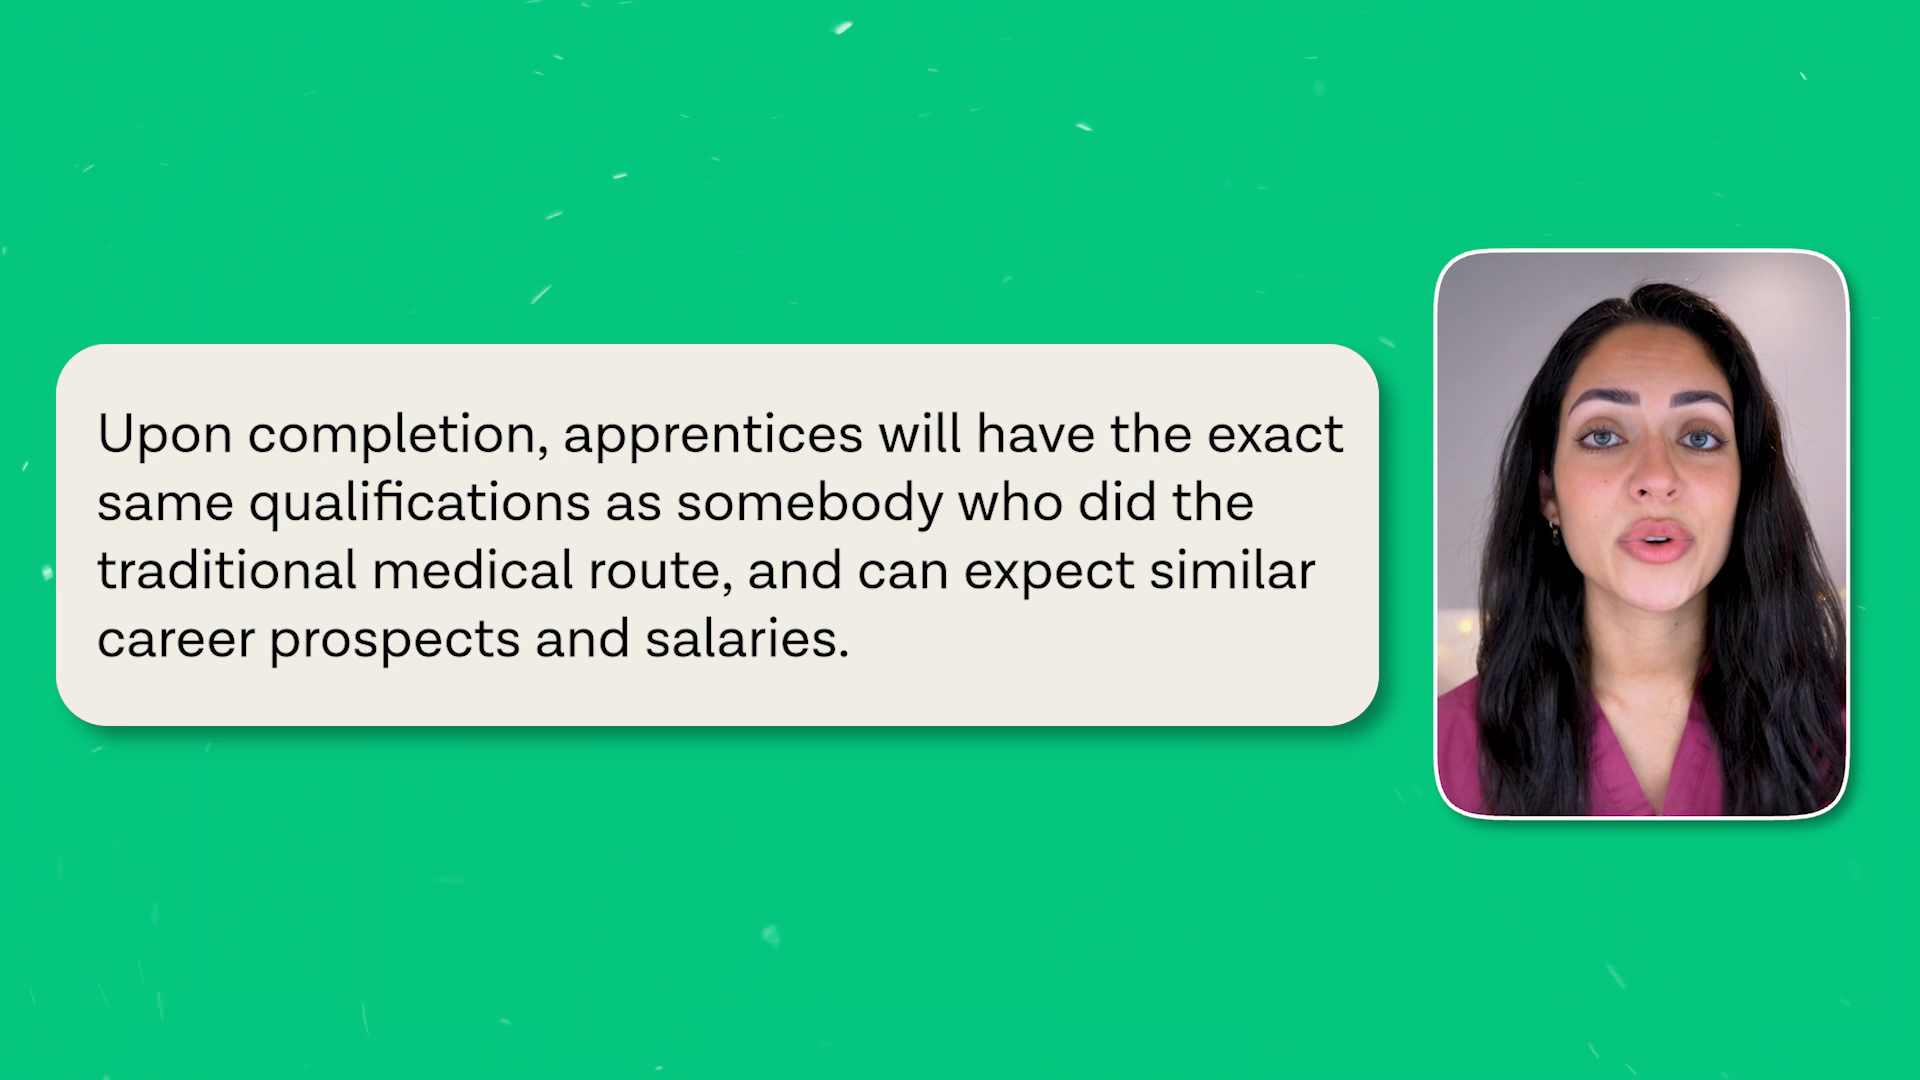 Upon completion, apprentices will have the exact
same qualifications as somebody who did the
traditional medical route, and can expect similar
career prospects and salaries.